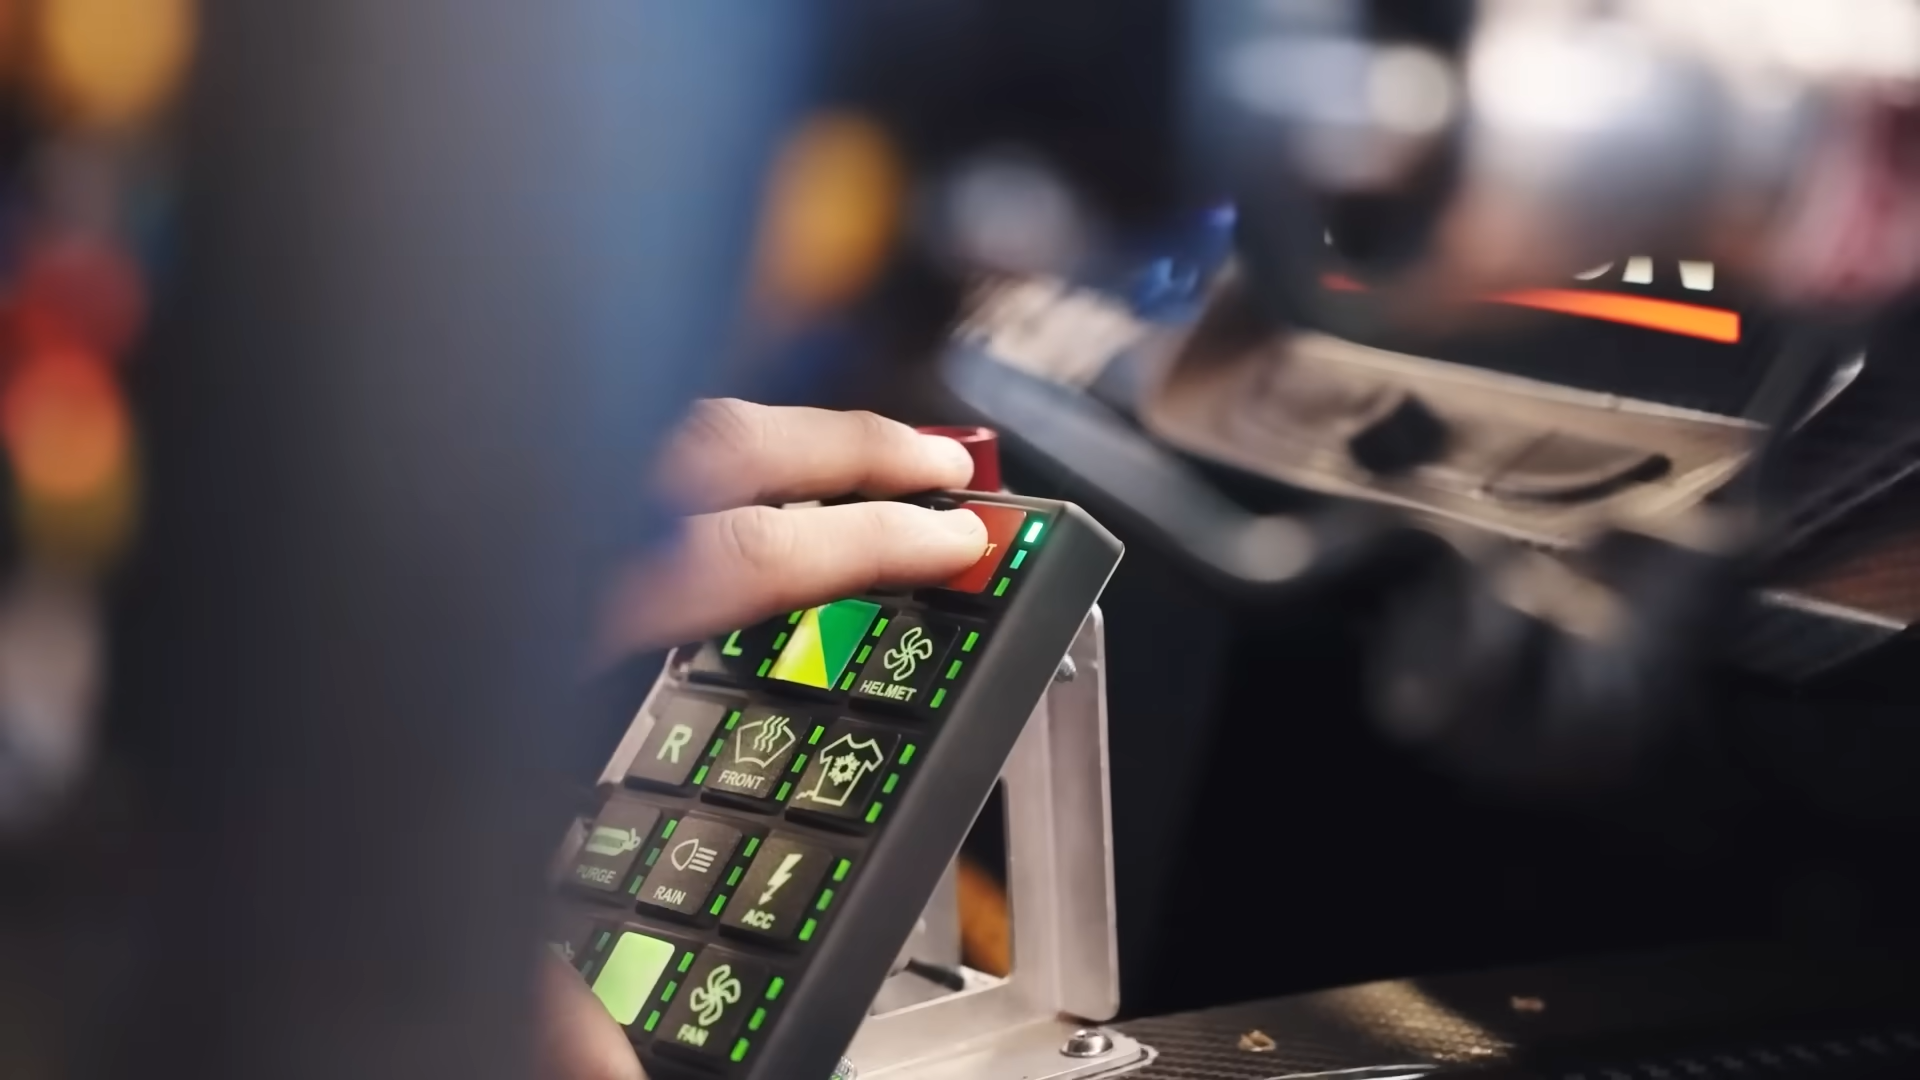 L
HELMET
R
FRONT
PURGE
RAIN
ACC
FAN